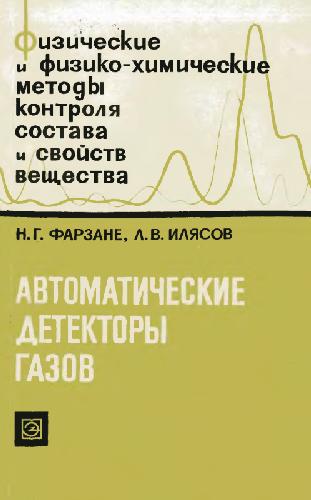 Физические
и физико-химические
методы
контроля
состава
и свойств
вещества
Н. Г. ФАРЗАНЕ, Л. В. ИЛЯСОВ
АВТОМАТИЧЕСКИЕ
ДЕТЕКТОРЫ
ГАЗОВ